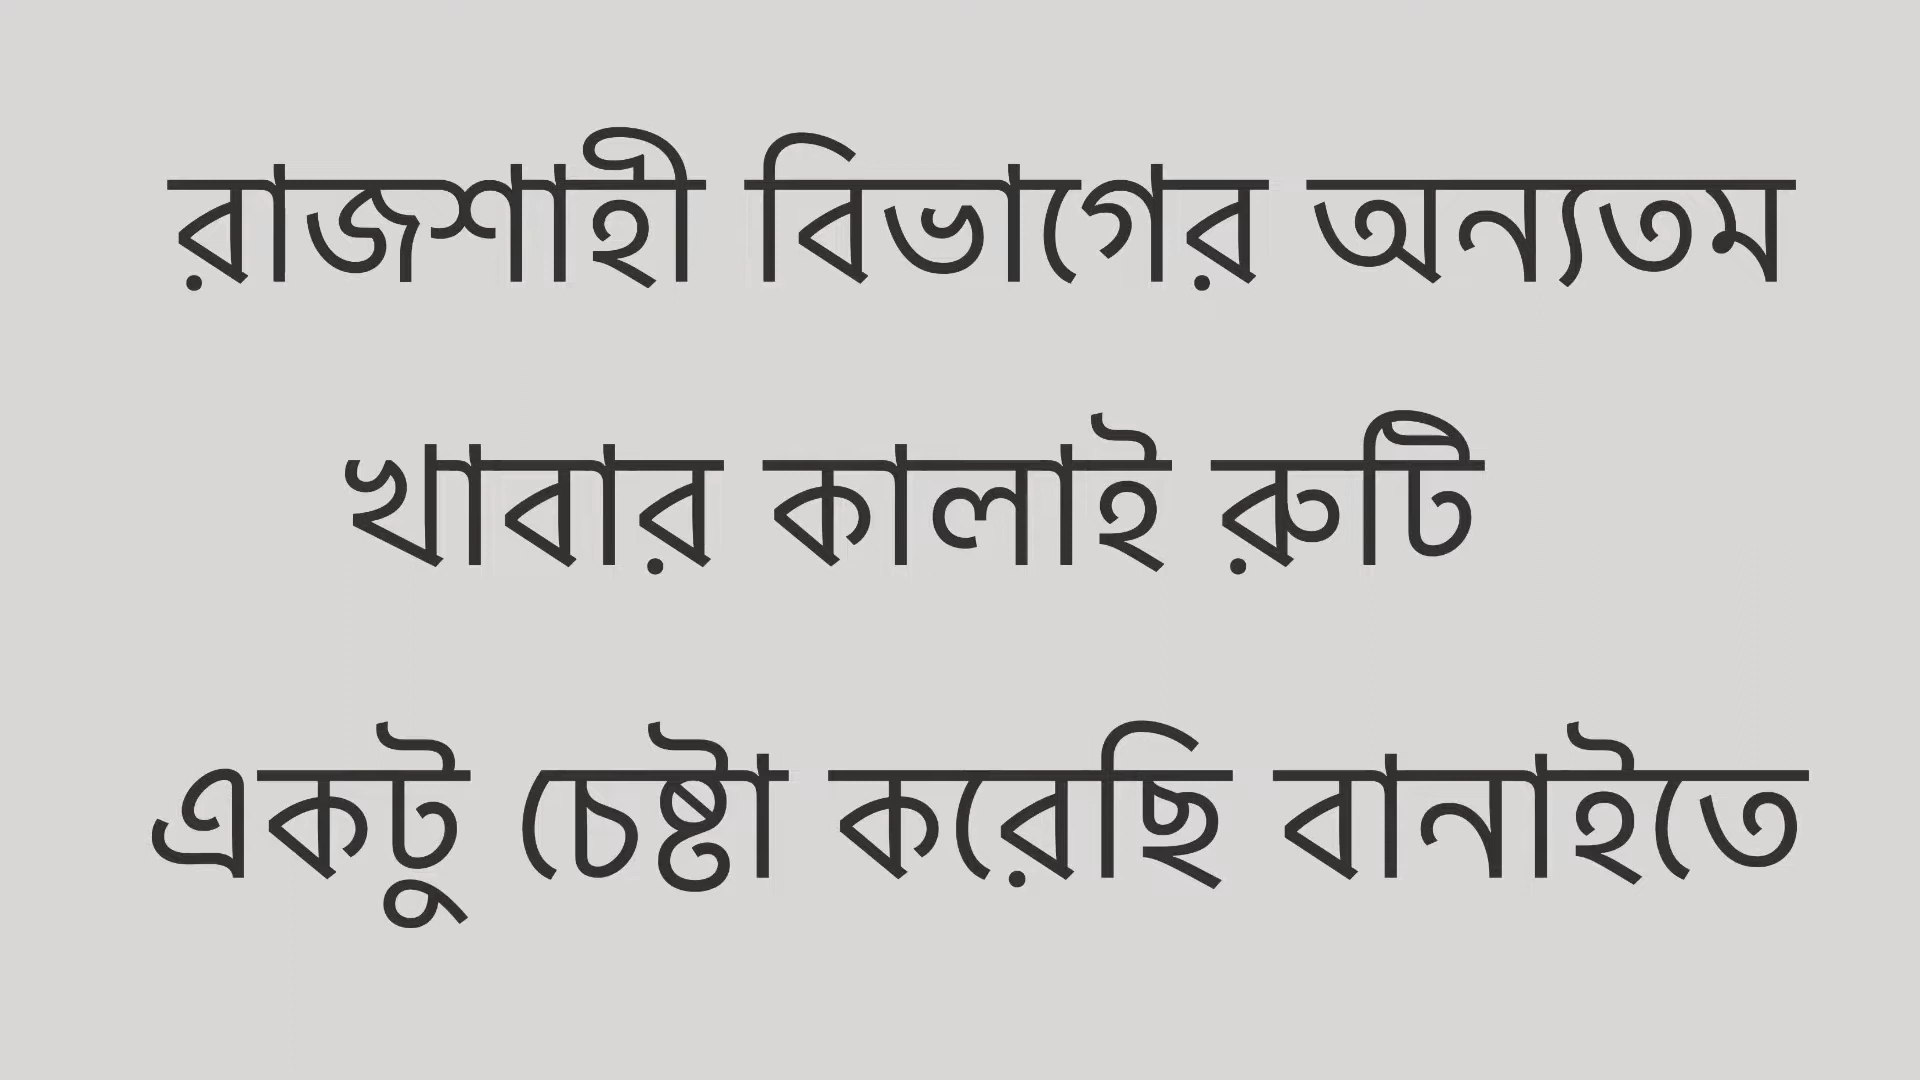 রাজশাহী বিভাগের অন্যতম
খাবার কালাই রুটি
একটু চেষ্টা করেছি বানাইতে